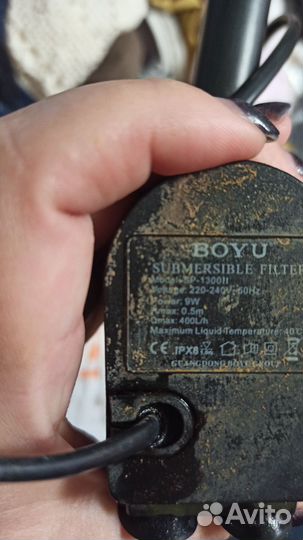 BOYU
SUBMERSIBLE FILTER
Model: SP-1300II
Voltage: 220-240V, 50Hz
Power: 9W
Amax: 0.5m
Qmax: 400L/h
Maximum Liquid Temperature: 40°C
CE IPX8
GUANGDONG BOYU GROUP
Avito